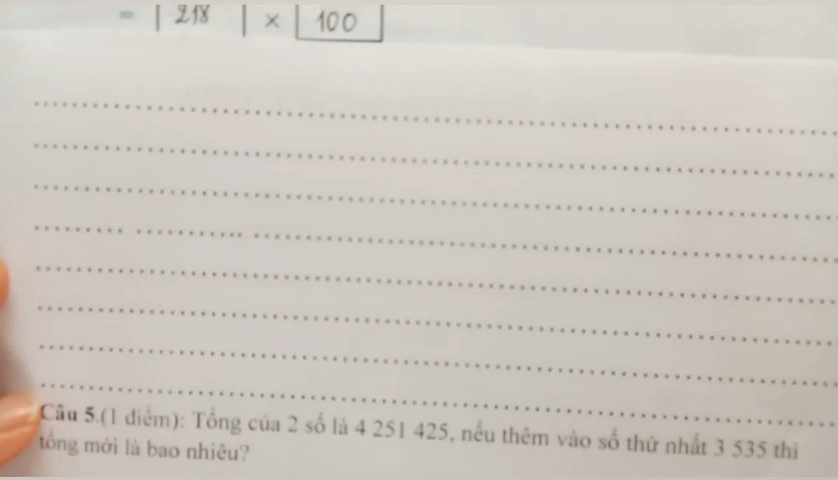 = 218 × 100
Câu 5.(1 điểm): Tổng của 2 số là 4 251 425, nếu thêm vào số thứ nhất 3 535 thì
tổng mới là bao nhiêu?